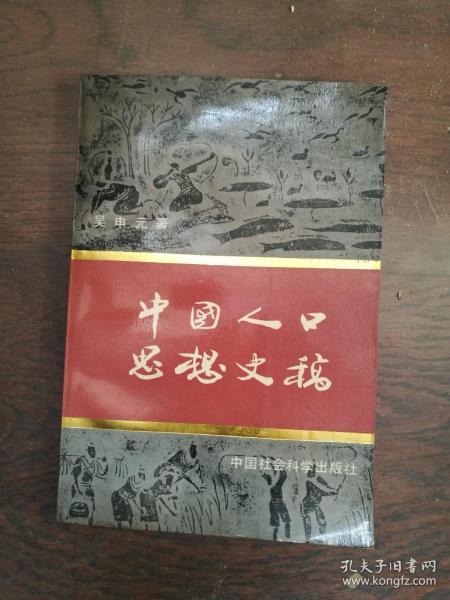 吴申元著
中國人口
思想史稿
中国社会科学出版社
孔夫子旧书网
www.kongfz.com